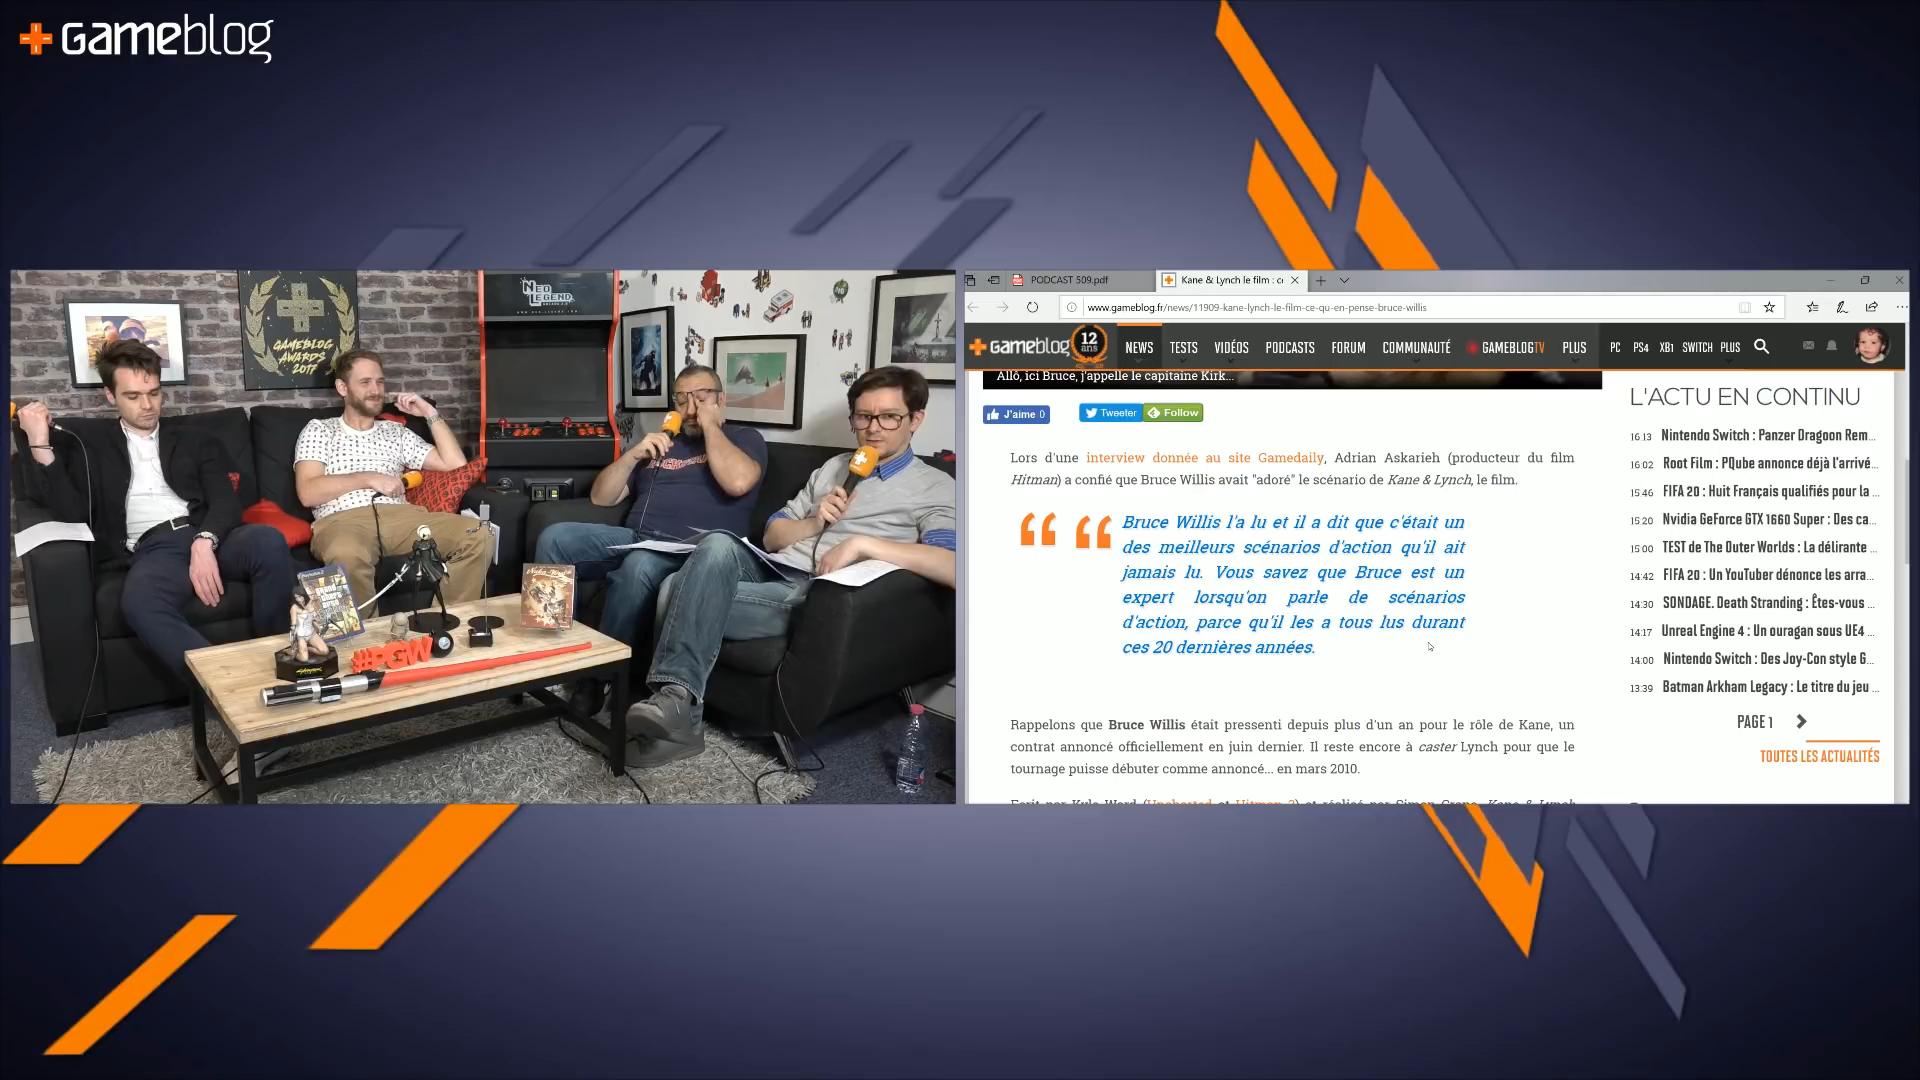 Gameblog
GAMEBLOG
AWARDS
2017
NEO
LEGEND
#PGW
PODCAST 509.pdf
Kane & Lynch le film : c
www.gameblog.fr/news/11909-kane-lynch-le-film-ce-qu-en-pense-bruce-willis
Gameblog 12 ans NEWS TESTS VIDÉOS PODCASTS FORUM COMMUNAUTÉ GAMEBLOGTV PLUS PC PS4 XB1 SWITCH PLUS
Allô, ici Bruce, j'appelle le capitaine Kirk...
J'aime 0 Tweeter Follow
Lors d'une interview donnée au site Gamedaily, Adrian Askarieh (producteur du film
Hitman) a confié que Bruce Willis avait "adoré" le scénario de Kane & Lynch, le film.
Bruce Willis l'a lu et il a dit que c'était un
des meilleurs scénarios d'action qu'il ait
jamais lu. Vous savez que Bruce est un
expert lorsqu'on parle de scénarios
d'action, parce qu'il les a tous lus durant
ces 20 dernières années.
Rappelons que Bruce Willis était pressenti depuis plus d'un an pour le rôle de Kane, un
contrat annoncé officiellement en juin dernier. Il reste encore à caster Lynch pour que le
tournage puisse débuter comme annoncé... en mars 2010.
L'ACTU EN CONTINU
16:13 Nintendo Switch : Panzer Dragoon Rem...
16:02 Root Film : PQube annonce déjà l'arrivé...
15:46 FIFA 20 : Huit Français qualifiés pour la ...
15:20 Nvidia GeForce GTX 1660 Super : Des ca...
15:00 TEST de The Outer Worlds : La délirante ...
14:42 FIFA 20 : Un YouTuber dénonce les arra...
14:30 SONDAGE. Death Stranding : Êtes-vous ...
14:17 Unreal Engine 4 : Un ouragan sous UE4 ...
14:00 Nintendo Switch : Des Joy-Con style G...
13:39 Batman Arkham Legacy : Le titre du jeu ...
PAGE 1
TOUTES LES ACTUALITÉS